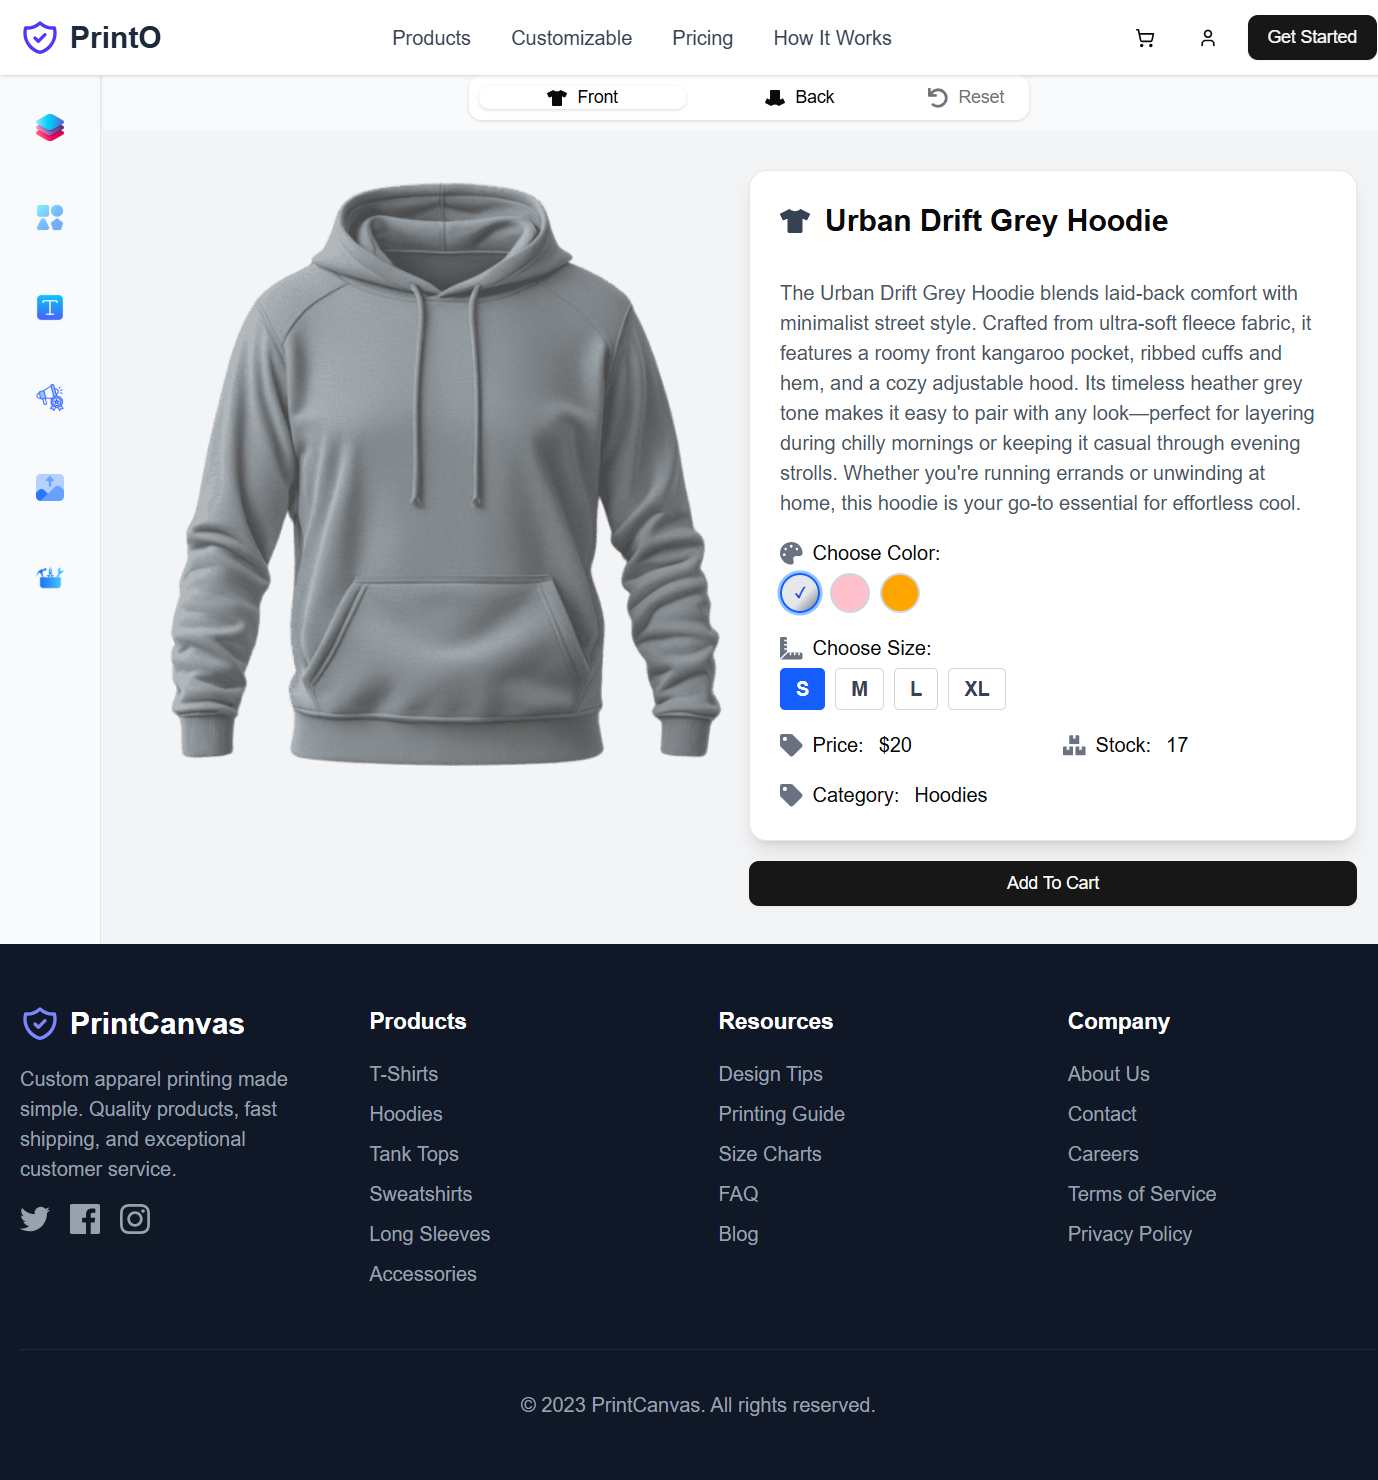 PrintO
Products
Customizable
Pricing
How It Works
Get Started
Front
Back
Reset
T
Urban Drift Grey Hoodie
The Urban Drift Grey Hoodie blends laid-back comfort with
minimalist street style. Crafted from ultra-soft fleece fabric, it
features a roomy front kangaroo pocket, ribbed cuffs and
hem, and a cozy adjustable hood. Its timeless heather grey
tone makes it easy to pair with any look—perfect for layering
during chilly mornings or keeping it casual through evening
strolls. Whether you're running errands or unwinding at
home, this hoodie is your go-to essential for effortless cool.
Choose Color:
✓
Choose Size:
S
M
L
XL
Price: $20
Stock: 17
Category: Hoodies
Add To Cart
PrintCanvas
Custom apparel printing made
simple. Quality products, fast
shipping, and exceptional
customer service.
Products
T-Shirts
Hoodies
Tank Tops
Sweatshirts
Long Sleeves
Accessories
Resources
Design Tips
Printing Guide
Size Charts
FAQ
Blog
Company
About Us
Contact
Careers
Terms of Service
Privacy Policy
© 2023 PrintCanvas. All rights reserved.